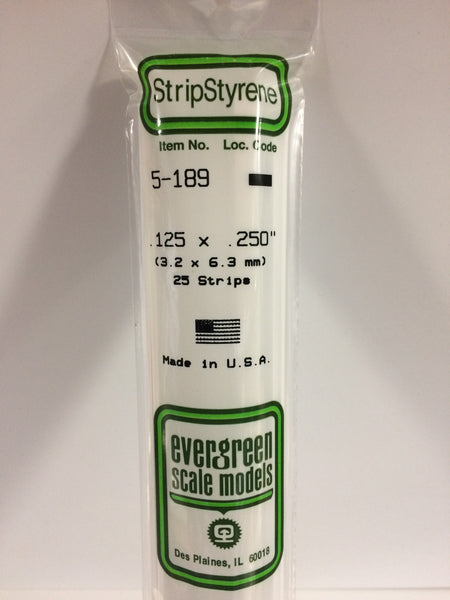 StripStyrene
Item No. Loc. Code
5-189
.125 x .250"
(3.2 x 6.3 mm)
25 Strips
Made in U.S.A.
evergreen
scale models
Des Plaines, IL 60018